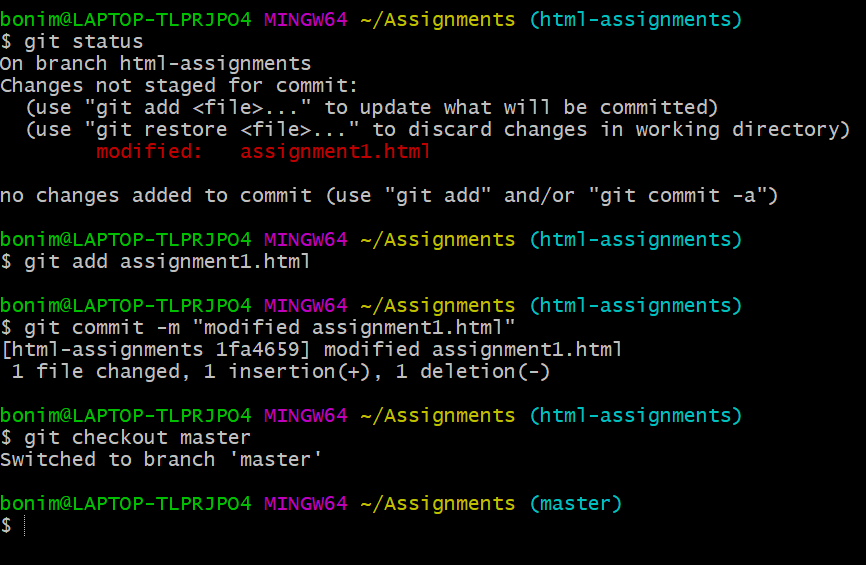 bonim@LAPTOP-TLPRJPO4 MINGW64 ~/Assignments (html-assignments)
$ git status
On branch html-assignments
Changes not staged for commit:
  (use "git add <file>..." to update what will be committed)
  (use "git restore <file>..." to discard changes in working directory)
        modified:   assignment1.html

no changes added to commit (use "git add" and/or "git commit -a")

bonim@LAPTOP-TLPRJPO4 MINGW64 ~/Assignments (html-assignments)
$ git add assignment1.html

bonim@LAPTOP-TLPRJPO4 MINGW64 ~/Assignments (html-assignments)
$ git commit -m "modified assignment1.html"
[html-assignments 1fa4659] modified assignment1.html
 1 file changed, 1 insertion(+), 1 deletion(-)

bonim@LAPTOP-TLPRJPO4 MINGW64 ~/Assignments (html-assignments)
$ git checkout master
Switched to branch 'master'

bonim@LAPTOP-TLPRJPO4 MINGW64 ~/Assignments (master)
$